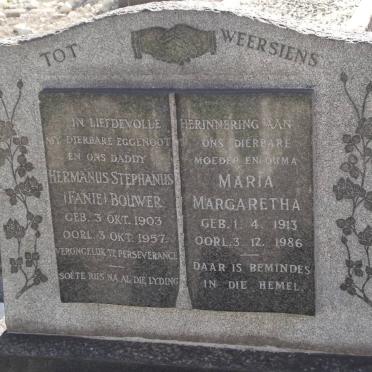 TOT WEERSIENS
IN LIEFDEVOLLE HERINNERING AAN
MY DIERBARE EGGENOOT
EN ONS DADDY
HERMANUS STEPHANUS
(FANIE) BOUWER
GEB. 3 OKT. 1903
OORL. 3 OKT. 1957
VERONGELUK TE PERSEVERANCE
SOETE RUS NA AL DIE LYDING
ONS DIERBARE
MOEDER EN OUMA
MARIA
MARGARETHA
GEB. 1. 4. 1913
OORL. 3. 12. 1986
DAAR IS BEMINDES
IN DIE HEMEL.